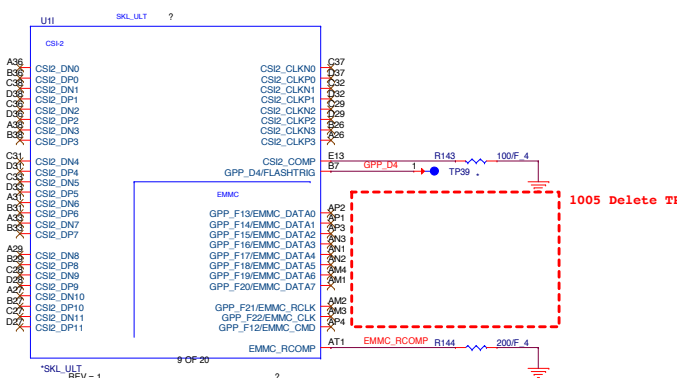 U1I SKL_ULT ?
CSI-2
A36 CSI2_DN0 CSI2_CLKN0 C37
B36 CSI2_DP0 CSI2_CLKP0 D37
C38 CSI2_DN1 CSI2_CLKN1 C32
D38 CSI2_DP1 CSI2_CLKP1 D32
C36 CSI2_DN2 CSI2_CLKN2 C29
D36 CSI2_DP2 CSI2_CLKP2 D29
A38 CSI2_DN3 CSI2_CLKN3 B26
B38 CSI2_DP3 CSI2_CLKP3 A26
C31 CSI2_DN4 CSI2_COMP E13 R143 100/F_4
D31 CSI2_DP4 GPP_D4/FLASHTRIG B7 GPP_D4 1 TP39
C33 CSI2_DN5
D33 CSI2_DP5 EMMC
A31 CSI2_DN6
B31 CSI2_DP6 GPP_F13/EMMC_DATA0 AP2
A33 CSI2_DN7 GPP_F14/EMMC_DATA1 AP1
B33 CSI2_DP7 GPP_F15/EMMC_DATA2 AP3
GPP_F16/EMMC_DATA3 AN3
A29 CSI2_DN8 GPP_F17/EMMC_DATA4 AN1
B29 CSI2_DP8 GPP_F18/EMMC_DATA5 AN2
C28 CSI2_DN9 GPP_F19/EMMC_DATA6 AM4
D28 CSI2_DP9 GPP_F20/EMMC_DATA7 AM1
A27 CSI2_DN10
B27 CSI2_DP10 GPP_F21/EMMC_RCLK AM2
C27 CSI2_DN11 GPP_F22/EMMC_CLK AM3
D27 CSI2_DP11 GPP_F12/EMMC_CMD AP4
1005 Delete TP
EMMC_RCOMP AT1 EMMC_RCOMP R144 200/F_4
9 OF 20
*SKL_ULT
REV = 1 ?